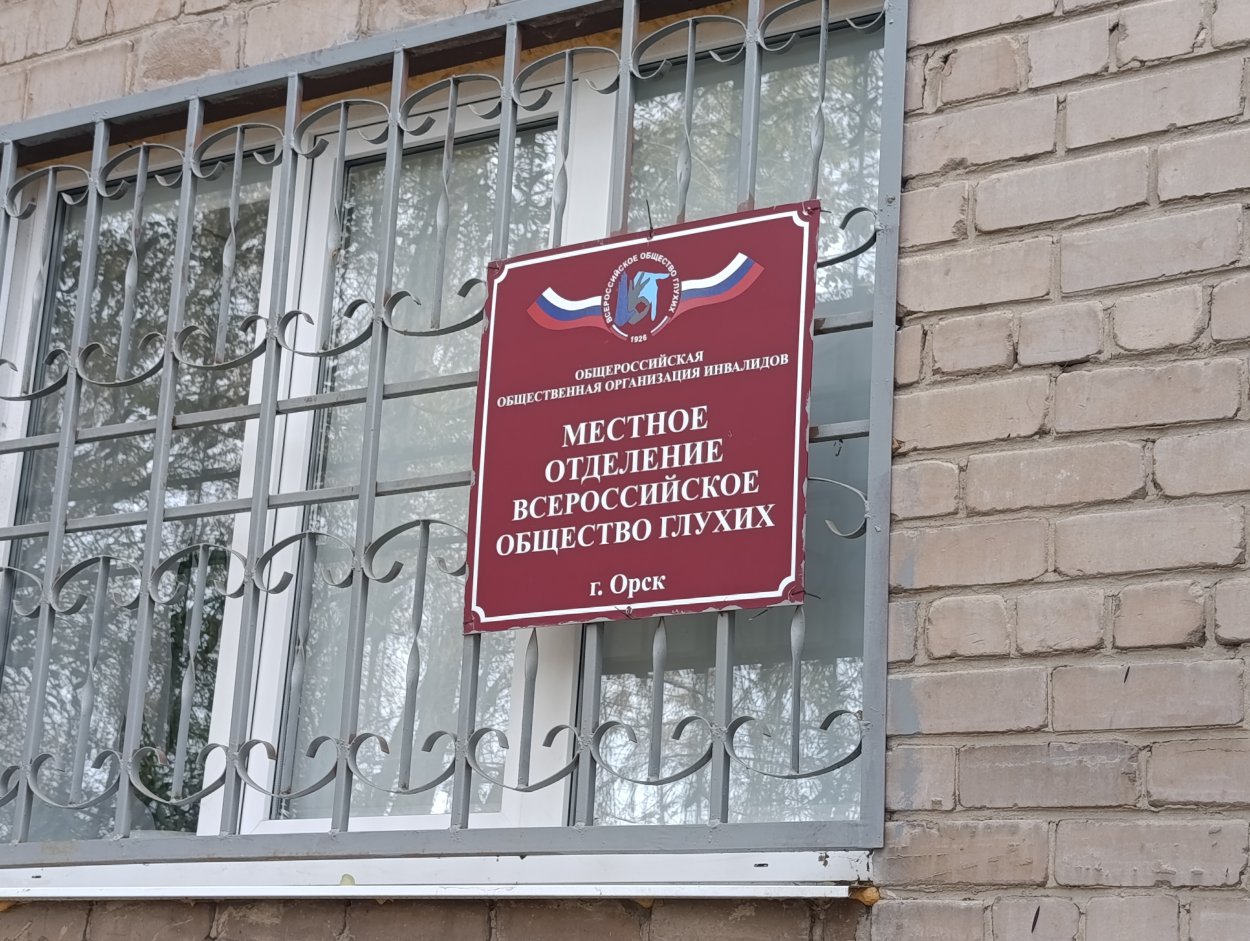 ВСЕРОССИЙСКОЕ ОБЩЕСТВО ГЛУХИХ
1926
ОБЩЕРОССИЙСКАЯ
ОБЩЕСТВЕННАЯ ОРГАНИЗАЦИЯ ИНВАЛИДОВ
МЕСТНОЕ
ОТДЕЛЕНИЕ
ВСЕРОССИЙСКОЕ
ОБЩЕСТВО ГЛУХИХ
г. Орск